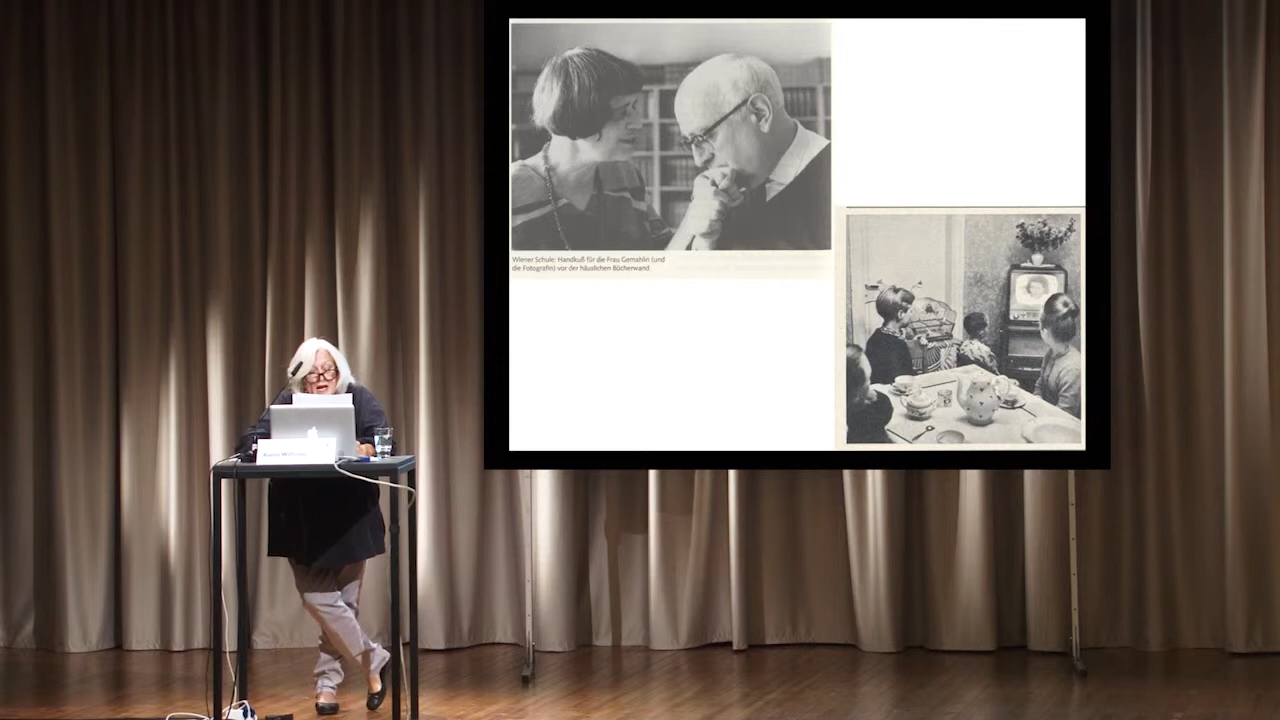 Wiener Schule: Handkuß für die Frau Gemahlin (und
die Fotografin) vor der häuslichen Bücherwand